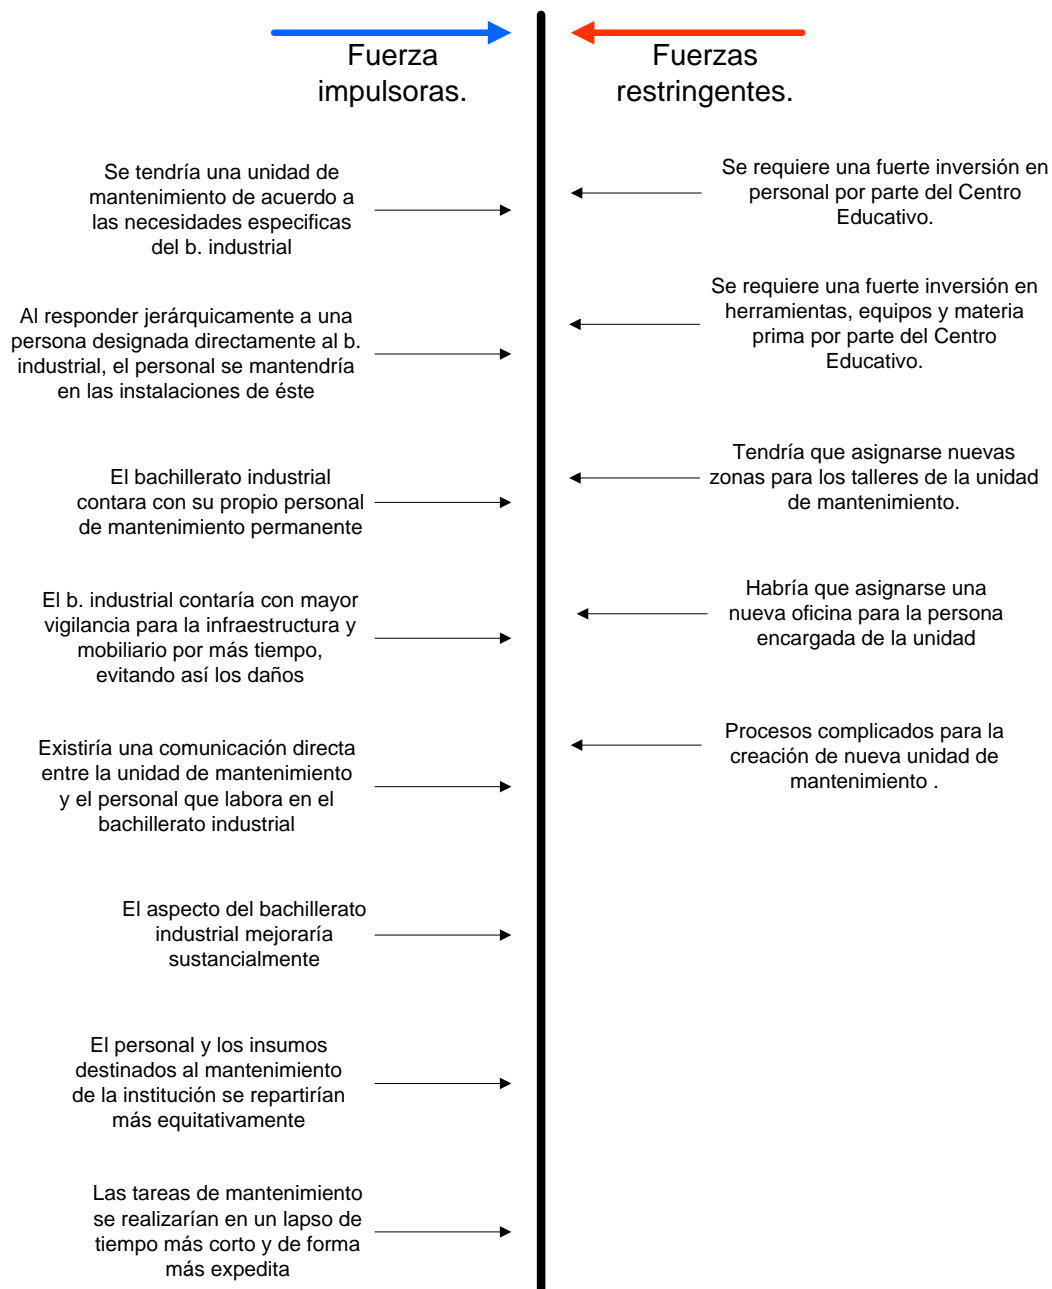 Fuerza
impulsoras.
Fuerzas
restringentes.
Se tendría una unidad de
mantenimiento de acuerdo a
las necesidades especificas
del b. industrial
Al responder jerárquicamente a una
persona designada directamente al b.
industrial, el personal se mantendría
en las instalaciones de éste
El bachillerato industrial
contara con su propio personal
de mantenimiento permanente
El b. industrial contaría con mayor
vigilancia para la infraestructura y
mobiliario por más tiempo,
evitando así los daños
Existiría una comunicación directa
entre la unidad de mantenimiento
y el personal que labora en el
bachillerato industrial
El aspecto del bachillerato
industrial mejoraría
sustancialmente
El personal y los insumos
destinados al mantenimiento
de la institución se repartirían
más equitativamente
Las tareas de mantenimiento
se realizarían en un lapso de
tiempo más corto y de forma
más expedita
Se requiere una fuerte inversión en
personal por parte del Centro
Educativo.
Se requiere una fuerte inversión en
herramientas, equipos y materia
prima por parte del Centro
Educativo.
Tendría que asignarse nuevas
zonas para los talleres de la unidad
de mantenimiento.
Habría que asignarse una
nueva oficina para la persona
encargada de la unidad
Procesos complicados para la
creación de nueva unidad de
mantenimiento .